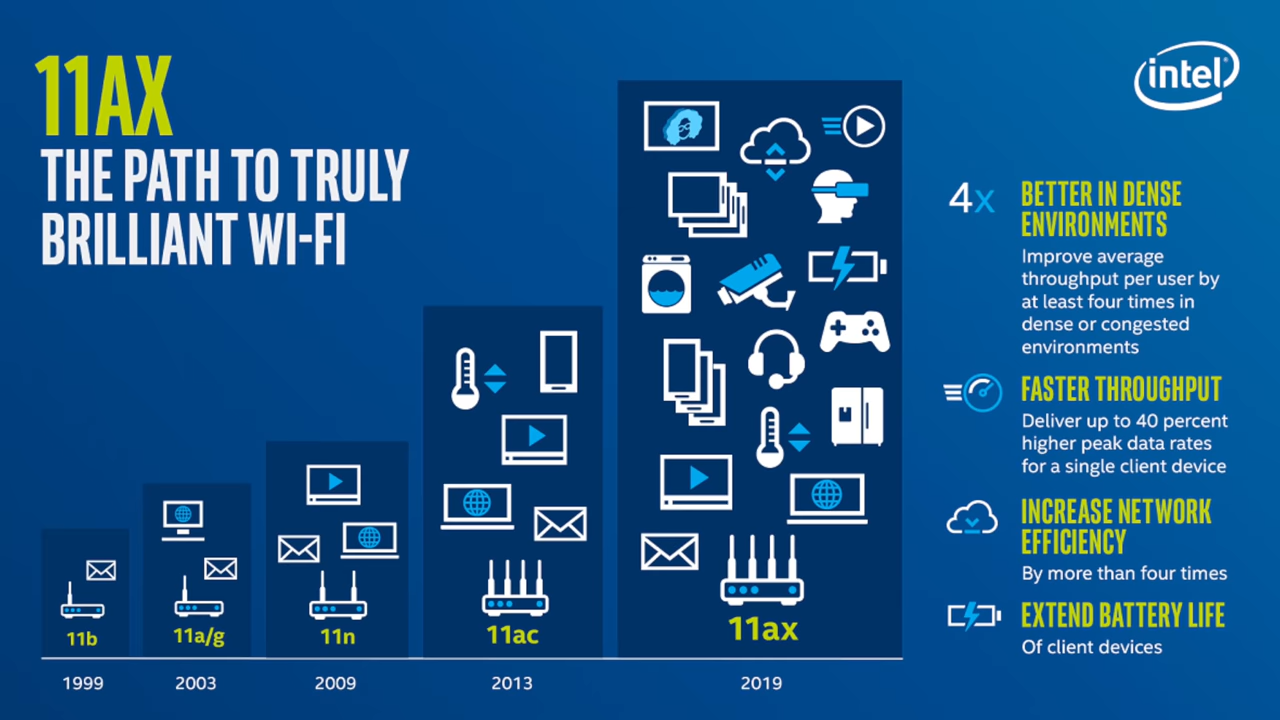 11AX
THE PATH TO TRULY
BRILLIANT WI-FI
intel
11b
11a/g
11n
11ac
11ax
1999
2003
2009
2013
2019
4x
BETTER IN DENSE
ENVIRONMENTS
Improve average
throughput per user by
at least four times in
dense or congested
environments
FASTER THROUGHPUT
Deliver up to 40 percent
higher peak data rates
for a single client device
INCREASE NETWORK
EFFICIENCY
By more than four times
EXTEND BATTERY LIFE
Of client devices